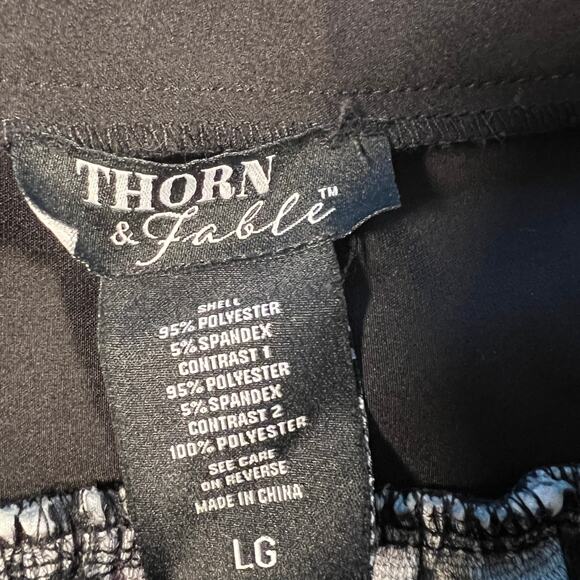 THORN
& Fable™
SHELL
95% POLYESTER
5% SPANDEX
CONTRAST 1
95% POLYESTER
5% SPANDEX
CONTRAST 2
100% POLYESTER
SEE CARE
ON REVERSE
MADE IN CHINA
LG